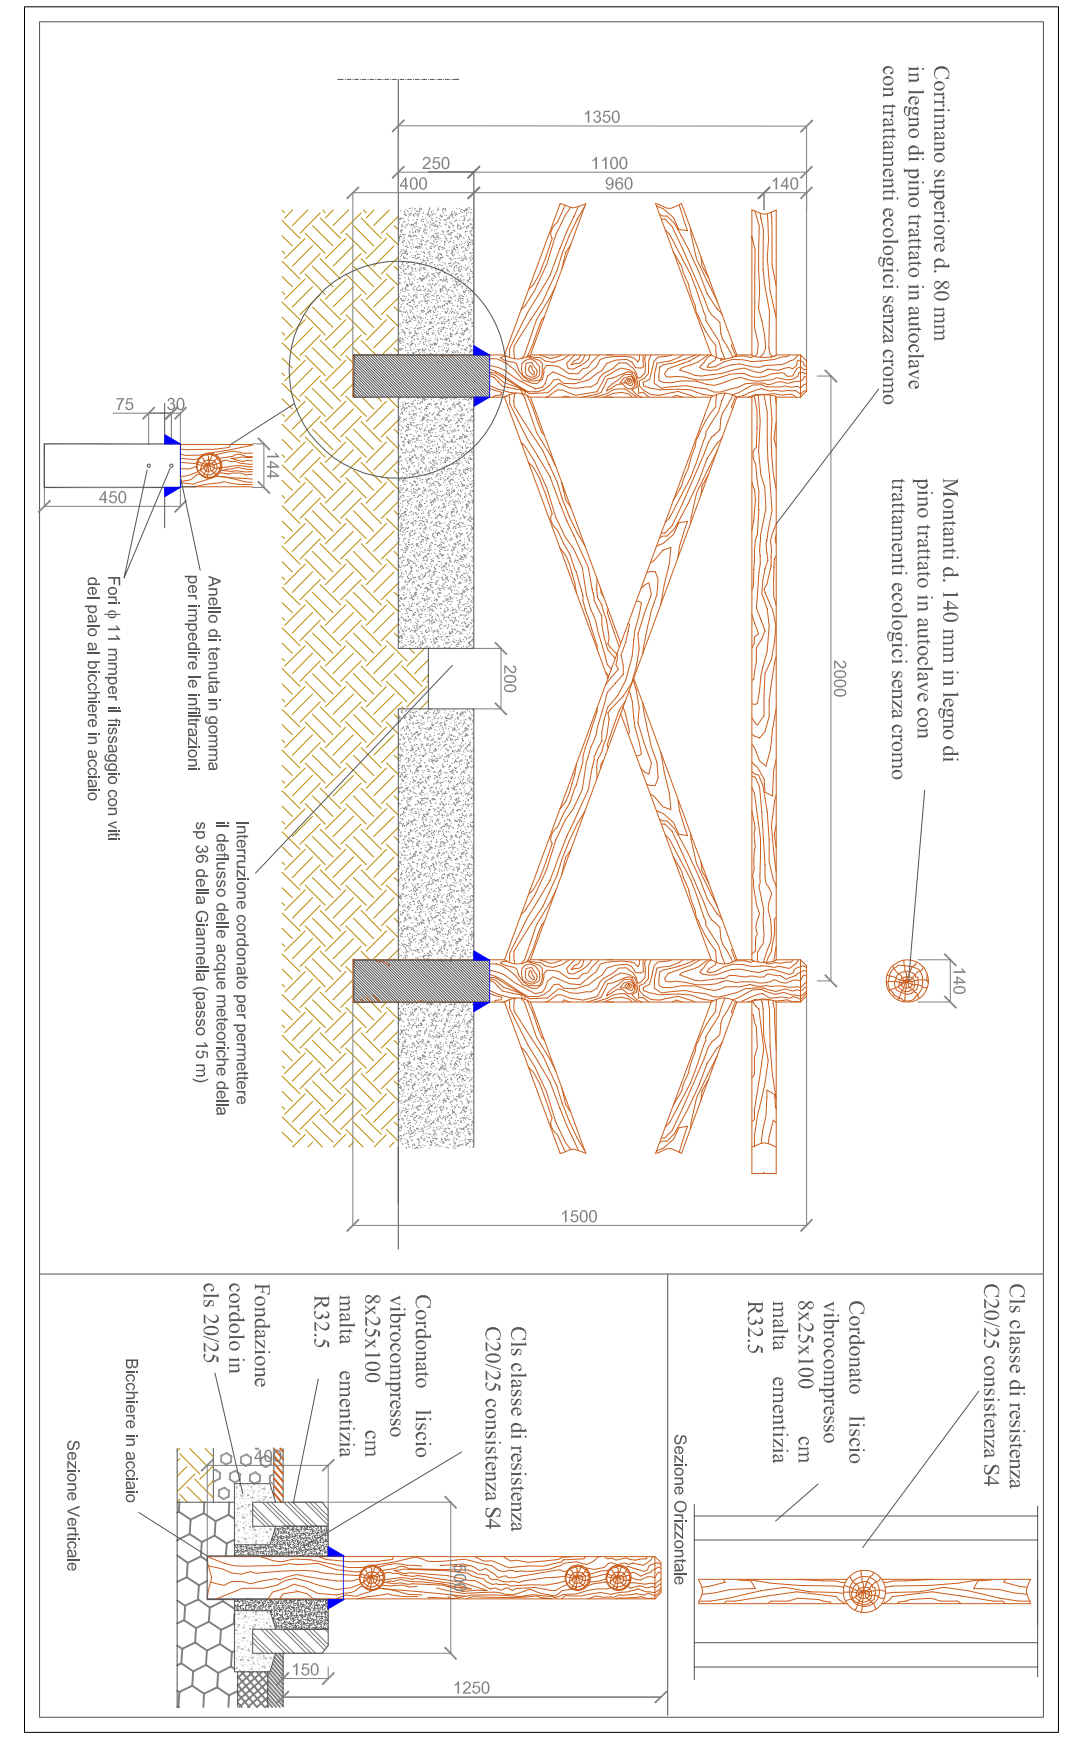 Corrimano superiore d. 80 mm
in legno di pino trattato in autoclave
con trattamenti ecologici senza cromo
Montanti d. 140 mm in legno di
pino trattato in autoclave con
trattamenti ecologici senza cromo
140
1350
250
1100
400
960
140
2000
200
1500
75
30
144
450
Anello di tenuta in gomma
per impedire le infiltrazioni
Fori ϕ 11 mmper il fissaggio con viti
del palo al bicchiere in acciaio
Interruzione cordonato per permettere
il deflusso delle acque meteoriche della
sp 36 della Giannella (passo 15 m)
Cls classe di resistenza
C20/25 consistenza S4
Cordonato liscio
vibrocompresso
8x25x100 cm
malta ementizia
R32.5
Sezione Orizzontale
Cls classe di resistenza
C20/25 consistenza S4
Cordonato liscio
vibrocompresso
8x25x100 cm
malta ementizia
R32.5
Fondazione
cordolo in
cls 20/25
Bicchiere in acciaio
Sezione Verticale
400
500
150
1250